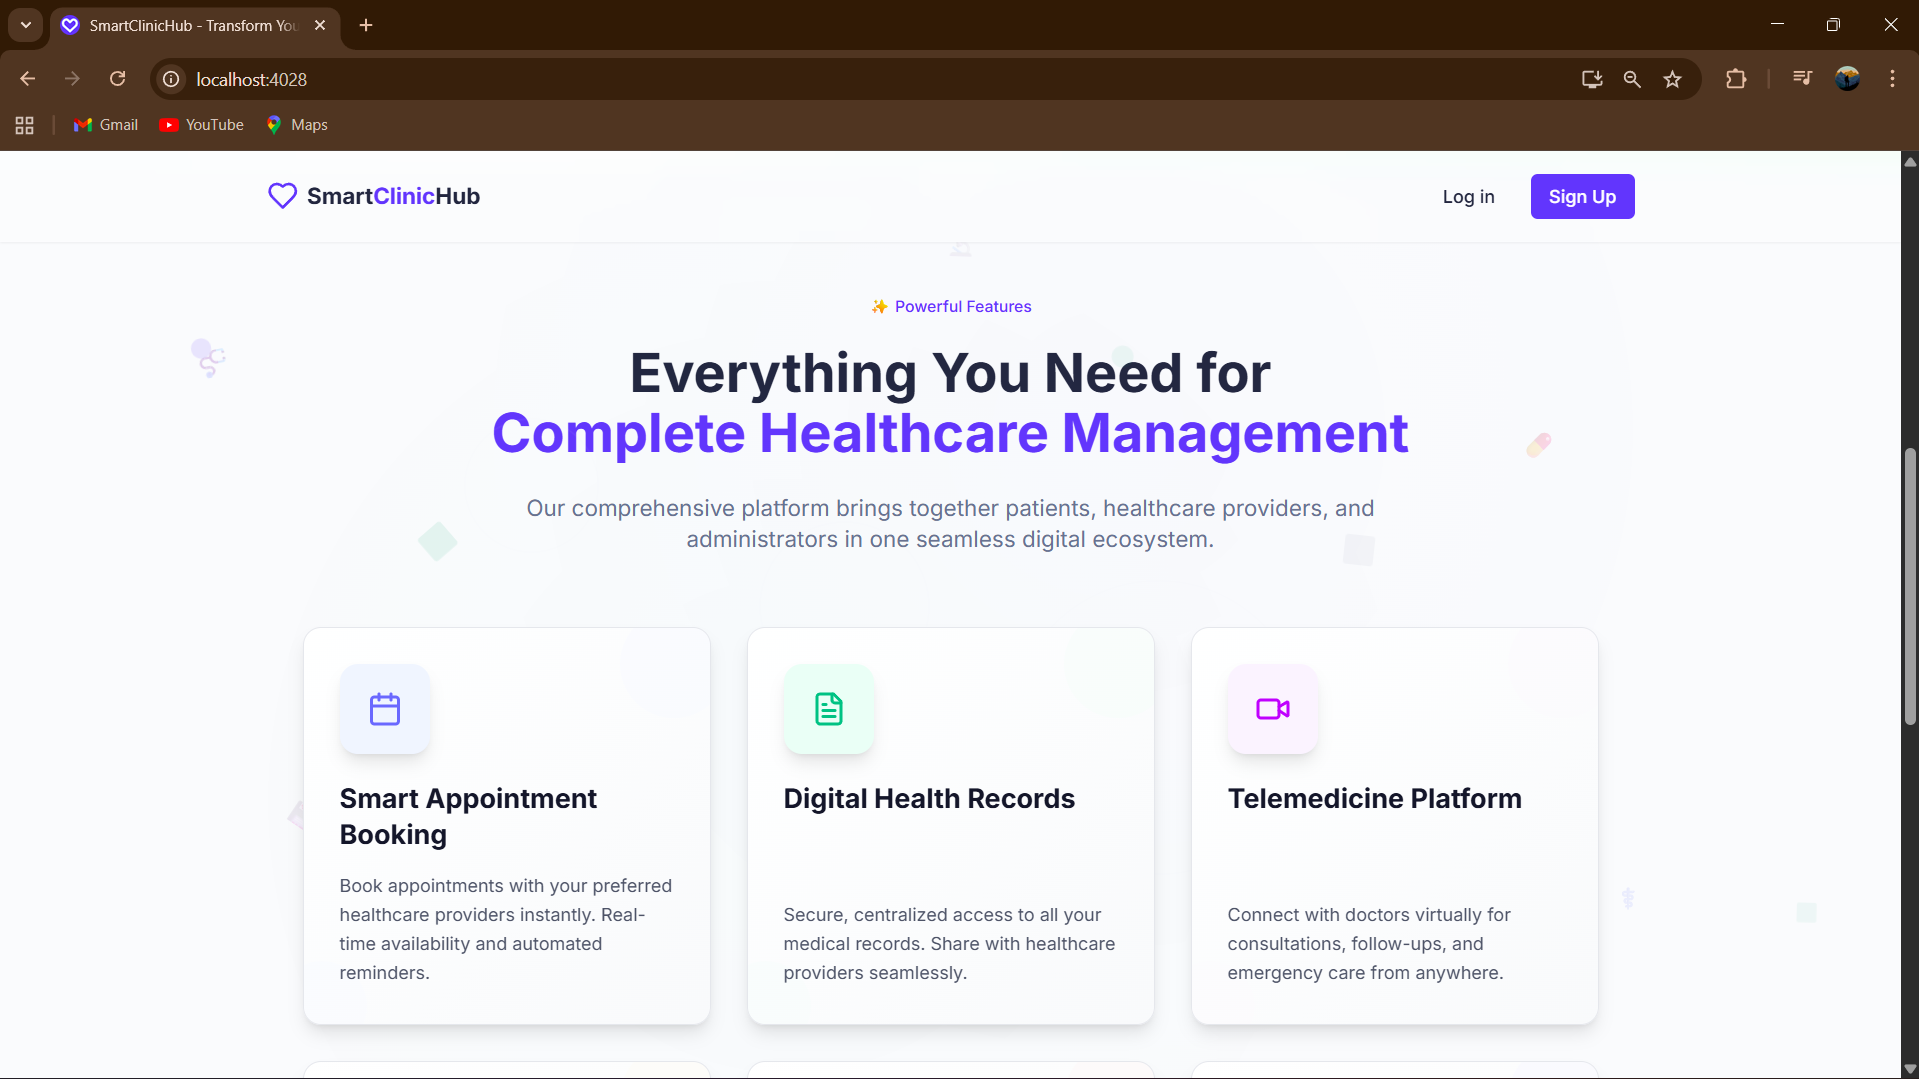 SmartClinicHub - Transform You
localhost:4028
Gmail
YouTube
Maps
SmartClinicHub
Log in
Sign Up
✨ Powerful Features
Everything You Need for
Complete Healthcare Management
Our comprehensive platform brings together patients, healthcare providers, and
administrators in one seamless digital ecosystem.
Smart Appointment
Booking
Book appointments with your preferred
healthcare providers instantly. Real-
time availability and automated
reminders.
Digital Health Records
Secure, centralized access to all your
medical records. Share with healthcare
providers seamlessly.
Telemedicine Platform
Connect with doctors virtually for
consultations, follow-ups, and
emergency care from anywhere.